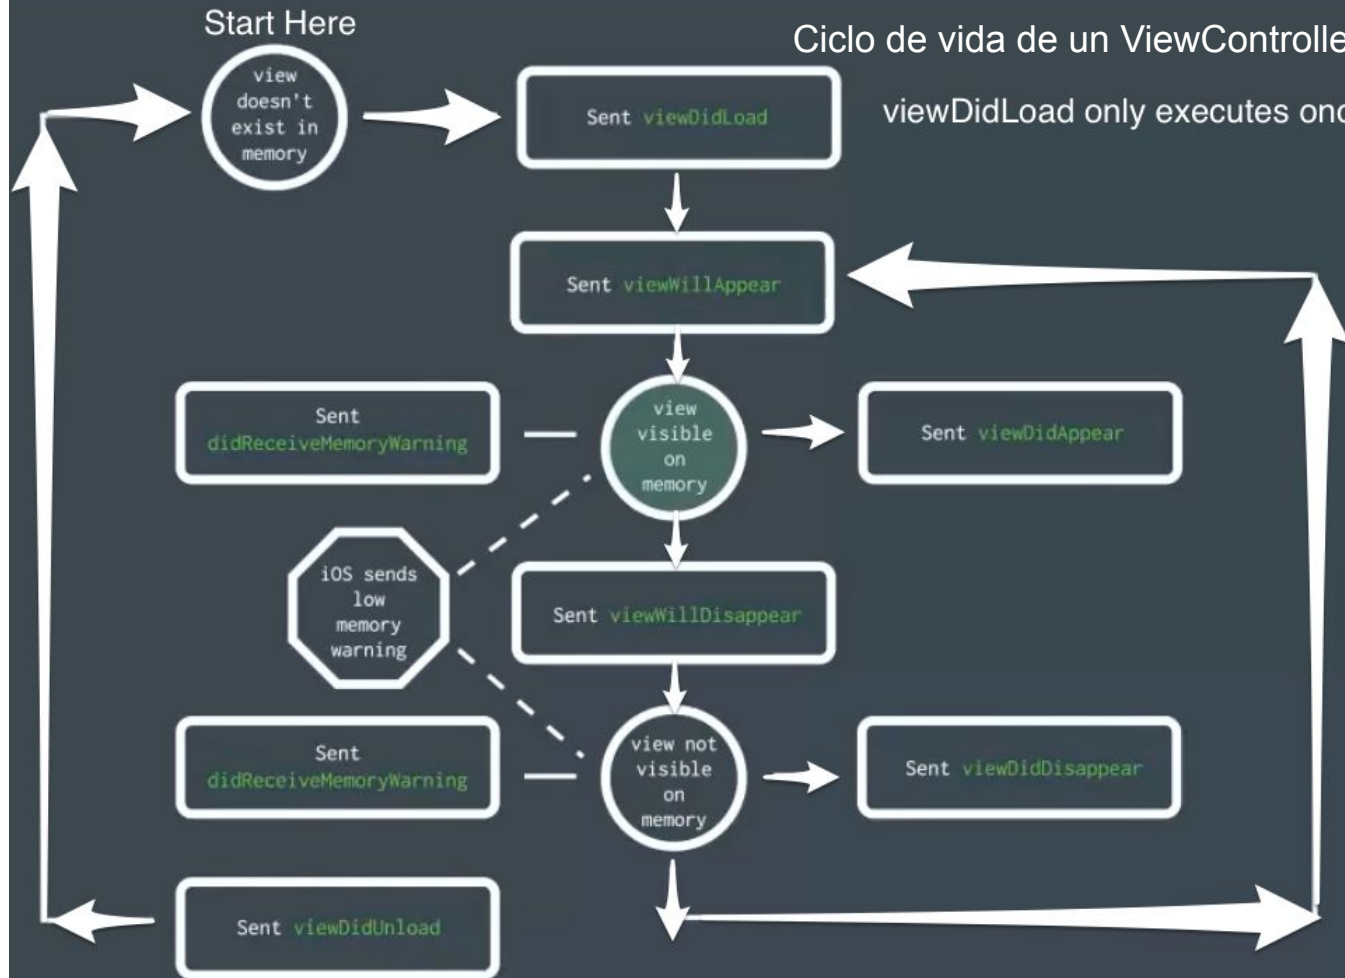 Start Here
Ciclo de vida de un ViewControlle
viewDidLoad only executes onc
view
doesn't
exist in
memory
Sent viewDidLoad
Sent viewWillAppear
Sent
didReceiveMemoryWarning
view
visible
on
memory
Sent viewDidAppear
iOS sends
low
memory
warning
Sent viewWillDisappear
Sent
didReceiveMemoryWarning
view not
visible
on
memory
Sent viewDidDisappear
Sent viewDidUnload